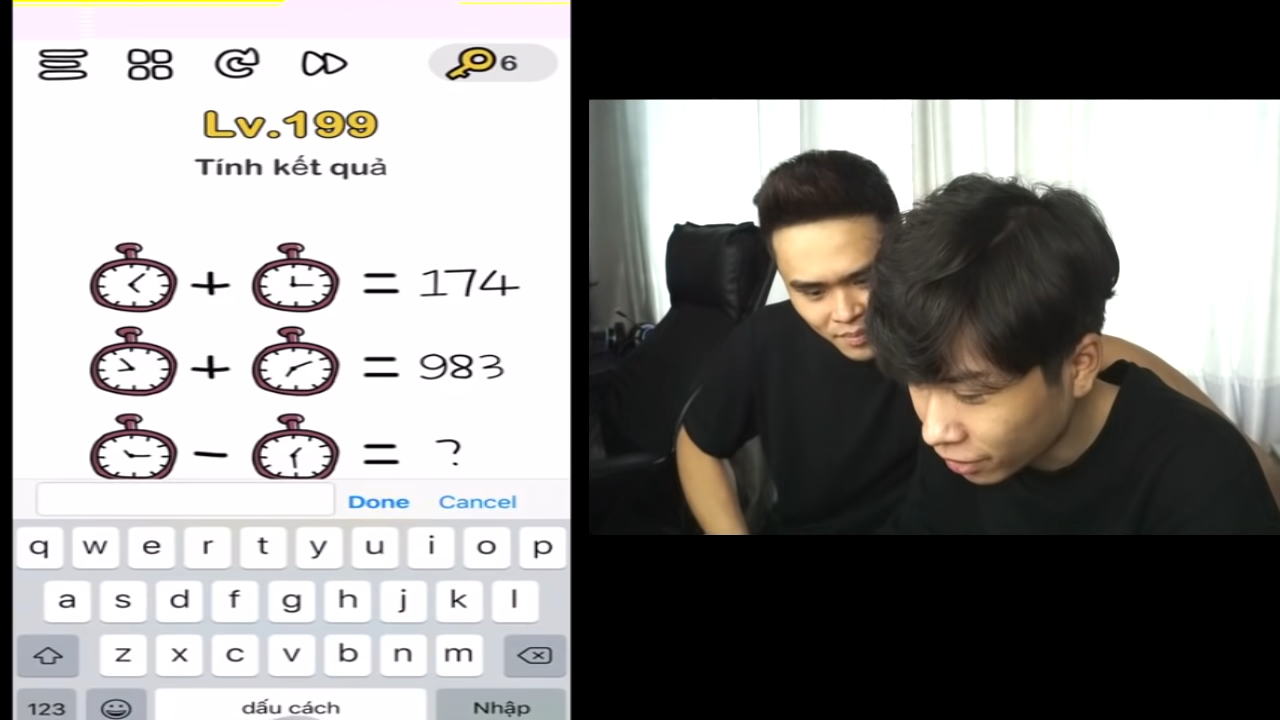 6
Lv.199
Tính kết quả
+ = 174
+ = 983
- = ?
Done Cancel
q w e r t y u i o p
a s d f g h j k l
z x c v b n m
123 dấu cách Nhập